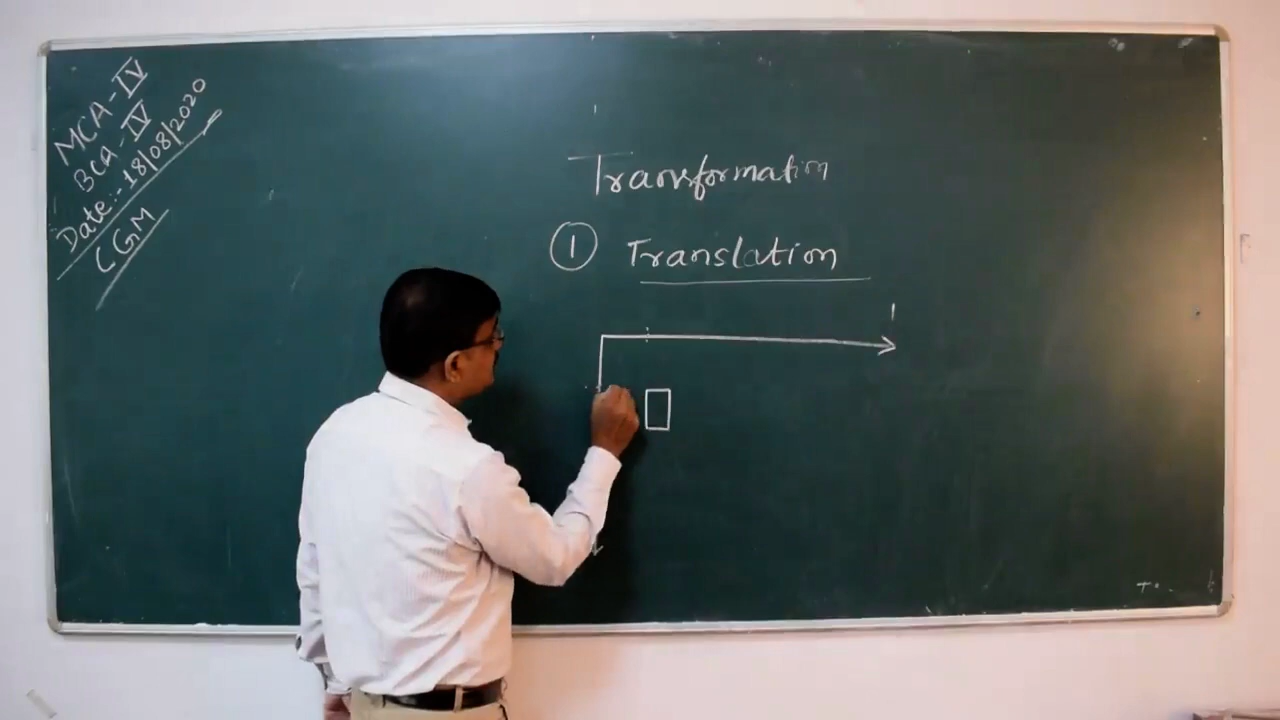 MCA-IV
BCA-IV
Date:-18/08/2020
CGM
Transformation
① Translation